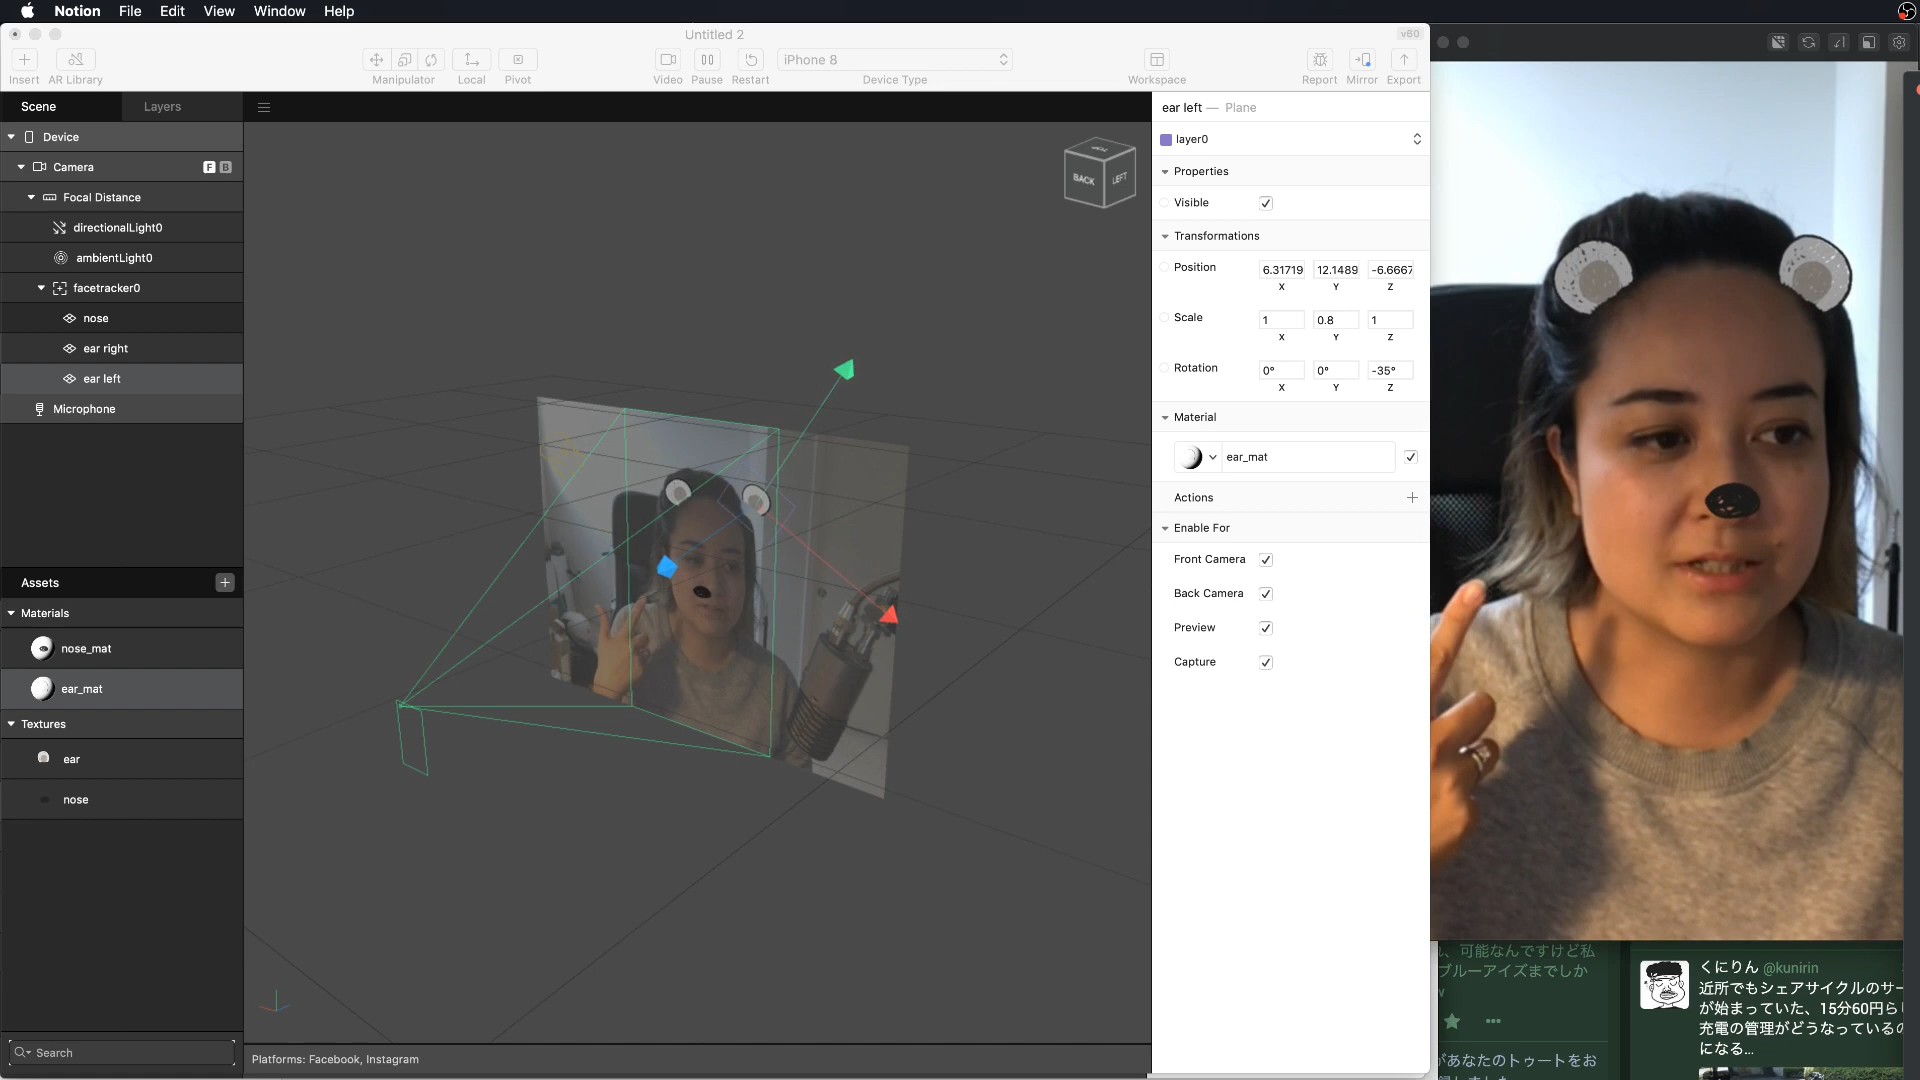 Notion File Edit View Window Help
Untitled 2
v60
Insert AR Library Manipulator Local Pivot Video Pause Restart
iPhone 8
Device Type
Workspace Report Mirror Export
Scene Layers
Device
Camera F B
Focal Distance
directionalLight0
ambientLight0
facetracker0
nose
ear right
ear left
Microphone
Assets
Materials
nose_mat
ear_mat
Textures
ear
nose
Search
BACK LEFT TOP
Platforms: Facebook, Instagram
ear left — Plane
layer0
Properties
Visible
Transformations
Position 6.31719 12.1489 -6.6667
X Y Z
Scale 1 0.8 1
X Y Z
Rotation 0° 0° -35°
X Y Z
Material
ear_mat
Actions
Enable For
Front Camera
Back Camera
Preview
Capture
、可能なんですけど私
ブルーアイズまでしか
w
があなたのトゥートをお
くにりん @kunirin
近所でもシェアサイクルのサー
が始まっていた、15分60円ら
充電の管理がどうなっているの
になる...